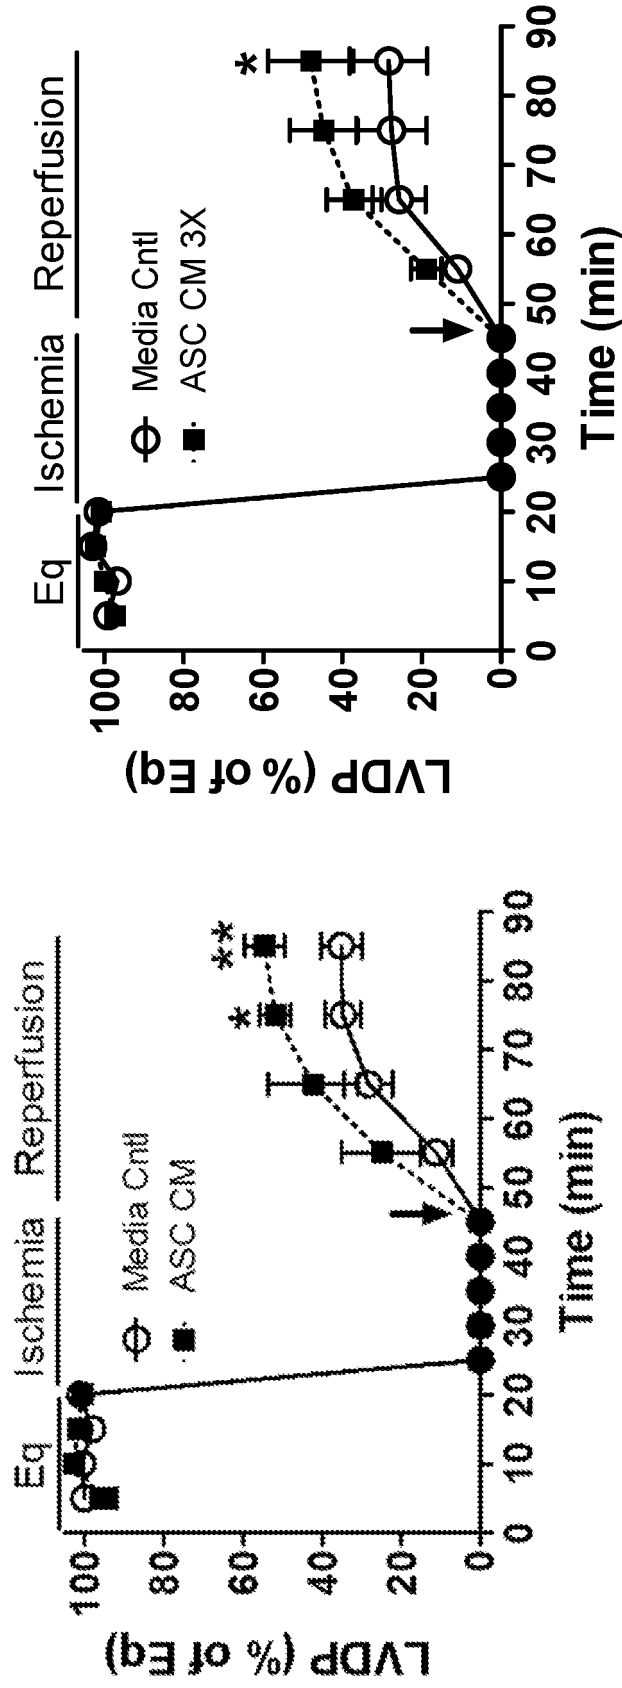 Eq Ischemia Reperfusion
Media Cntl
ASC CM
* **
LVDP (% of Eq)
100
80
60
40
20
0
0 10 20 30 40 50 60 70 80 90
Time (min)
Eq Ischemia Reperfusion
Media Cntl
ASC CM 3X
*
LVDP (% of Eq)
100
80
60
40
20
0
0 10 20 30 40 50 60 70 80 90
Time (min)